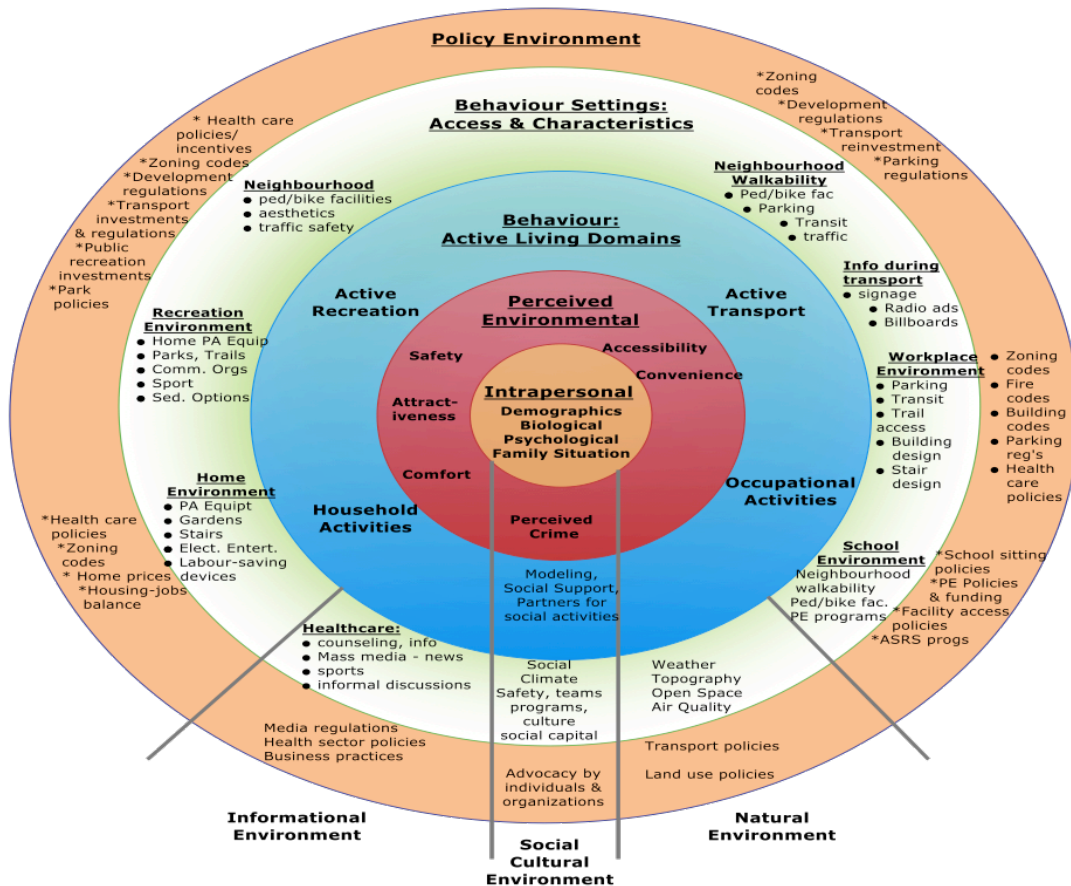 Policy Environment
Behaviour Settings:
Access & Characteristics
* Health care
policies/
incentives
*Zoning codes
*Development
regulations
*Transport
investments
& regulations
*Public
recreation
investments
*Park
policies
*Zoning
codes
*Development
regulations
*Transport
reinvestment
*Parking
regulations
Neighbourhood
● ped/bike facilities
● aesthetics
● traffic safety
Neighbourhood
Walkability
● Ped/bike fac
● Parking
● Transit
● traffic
Behaviour:
Active Living Domains
Info during
transport
● signage
● Radio ads
● Billboards
Active
Recreation
Active
Transport
Recreation
Environment
● Home PA Equip
● Parks, Trails
● Comm. Orgs
● Sport
● Sed. Options
Perceived
Environmental
Safety
Accessibility
Convenience
Attract-
iveness
Comfort
Perceived
Crime
Intrapersonal
Demographics
Biological
Psychological
Family Situation
Workplace
Environment
● Parking
● Transit
● Trail
access
● Building
design
● Stair
design
● Zoning
codes
● Fire
codes
● Building
codes
● Parking
reg's
● Health
care
policies
Home
Environment
● PA Equipt
● Gardens
● Stairs
● Elect. Entert.
● Labour-saving
devices
*Health care
policies
*Zoning
codes
* Home prices
*Housing-jobs
balance
Household
Activities
Occupational
Activities
School
Environment
Neighbourhood
walkability
Ped/bike fac.
PE programs
*School sitting
policies
*PE Policies
& funding
*Facility access
policies
*ASRS progs
Modeling,
Social Support,
Partners for
social activities
Healthcare:
● counseling, info
● Mass media - news
● sports
● informal discussions
Social
Climate
Safety, teams
programs,
culture
social capital
Weather
Topography
Open Space
Air Quality
Media regulations
Health sector policies
Business practices
Advocacy by
individuals &
organizations
Transport policies
Land use policies
Informational
Environment
Social
Cultural
Environment
Natural
Environment